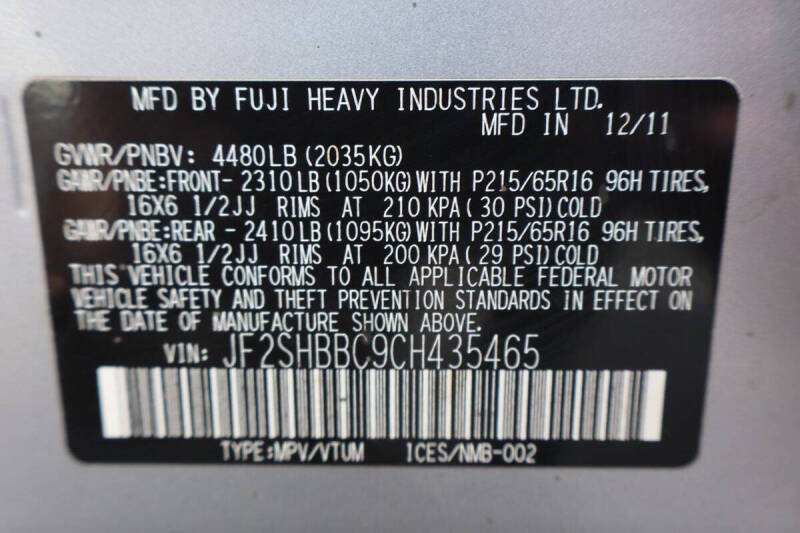 MFD BY FUJI HEAVY INDUSTRIES LTD.
MFD IN 12/11
GVWR/PNBV: 4480LB(2035KG)
GAWR/PNBE:FRONT- 2310LB(1050KG)WITH P215/65R16 96H TIRES,
16X6 1/2JJ RIMS AT 210 KPA( 30 PSI)COLD
GAWR/PNBE:REAR - 2410LB(1095KG)WITH P215/65R16 96H TIRES,
16X6 1/2JJ RIMS AT 200 KPA( 29 PSI)COLD
THIS VEHICLE CONFORMS TO ALL APPLICABLE FEDERAL MOTOR
VEHICLE SAFETY AND THEFT PREVENTION STANDARDS IN EFFECT ON
THE DATE OF MANUFACTURE SHOWN ABOVE.
VIN: JF2SHBBC9CH435465
TYPE:MPV/VTUM ICES/NMB-002